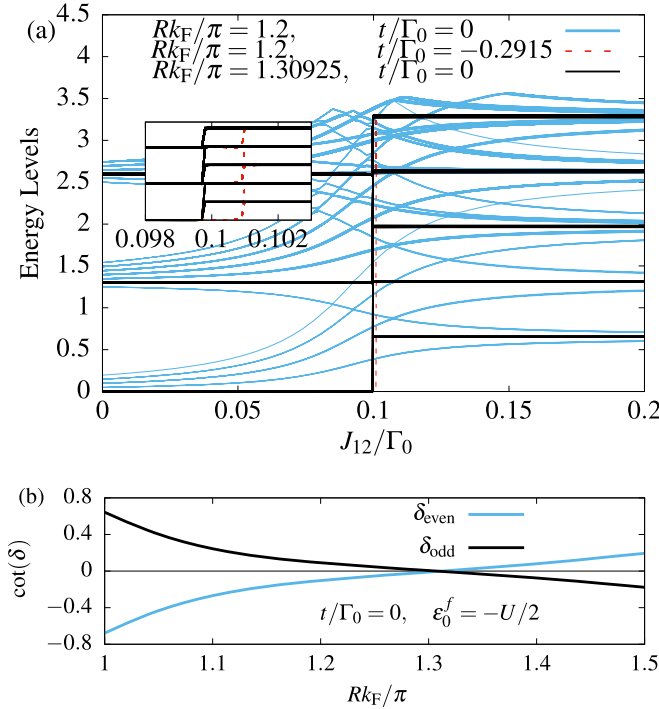 (a)
Rk_F/π = 1.2, t/Γ_0 = 0
Rk_F/π = 1.2, t/Γ_0 = −0.2915
Rk_F/π = 1.30925, t/Γ_0 = 0
4.5
4
3.5
3
2.5
2
1.5
1
0.5
0
Energy Levels
0.098 0.1 0.102
0 0.05 0.1 0.15 0.2
J_12/Γ_0
(b)
0.8
0.4
0
−0.4
−0.8
cot(δ)
δ_even
δ_odd
t/Γ_0 = 0, ε_0^f = −U/2
1 1.1 1.2 1.3 1.4 1.5
Rk_F/π